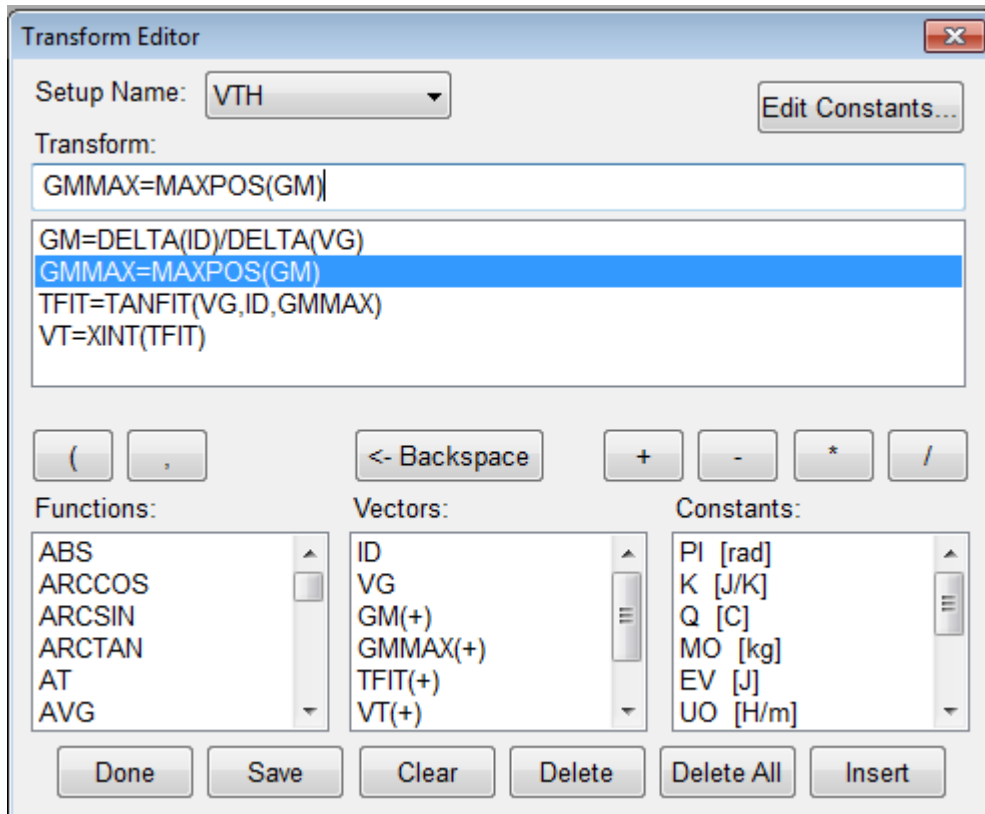 Transform Editor
Setup Name: VTH
Edit Constants...
Transform:
GMMAX=MAXPOS(GM)
GM=DELTA(ID)/DELTA(VG)
GMMAX=MAXPOS(GM)
TFIT=TANFIT(VG,ID,GMMAX)
VT=XINT(TFIT)
( , <- Backspace + - * /
Functions: Vectors: Constants:
ABS ID PI [rad]
ARCCOS VG K [J/K]
ARCSIN GM(+) Q [C]
ARCTAN GMMAX(+) MO [kg]
AT TFIT(+) EV [J]
AVG VT(+) UO [H/m]
Done Save Clear Delete Delete All Insert